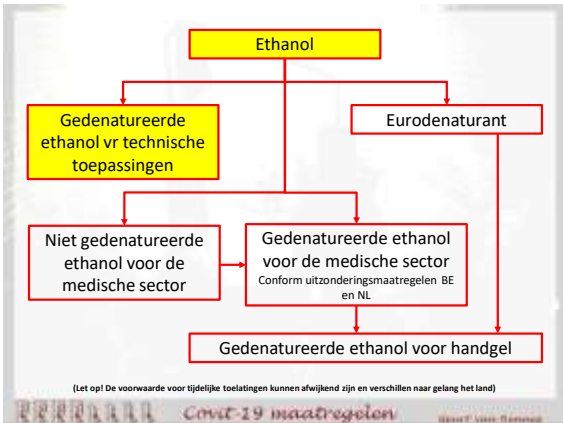 Ethanol
Gedenatureerde
ethanol vr technische
toepassingen
Eurodenaturant
Niet gedenatureerde
ethanol voor de
medische sector
Gedenatureerde ethanol
voor de medische sector
Conform uitzonderingsmaatregelen BE
en NL
Gedenatureerde ethanol voor handgel
(Let op! De voorwaarde voor tijdelijke toelatingen kunnen afwijkend zijn en verschillen naar gelang het land)
Covit-19 maatregelen